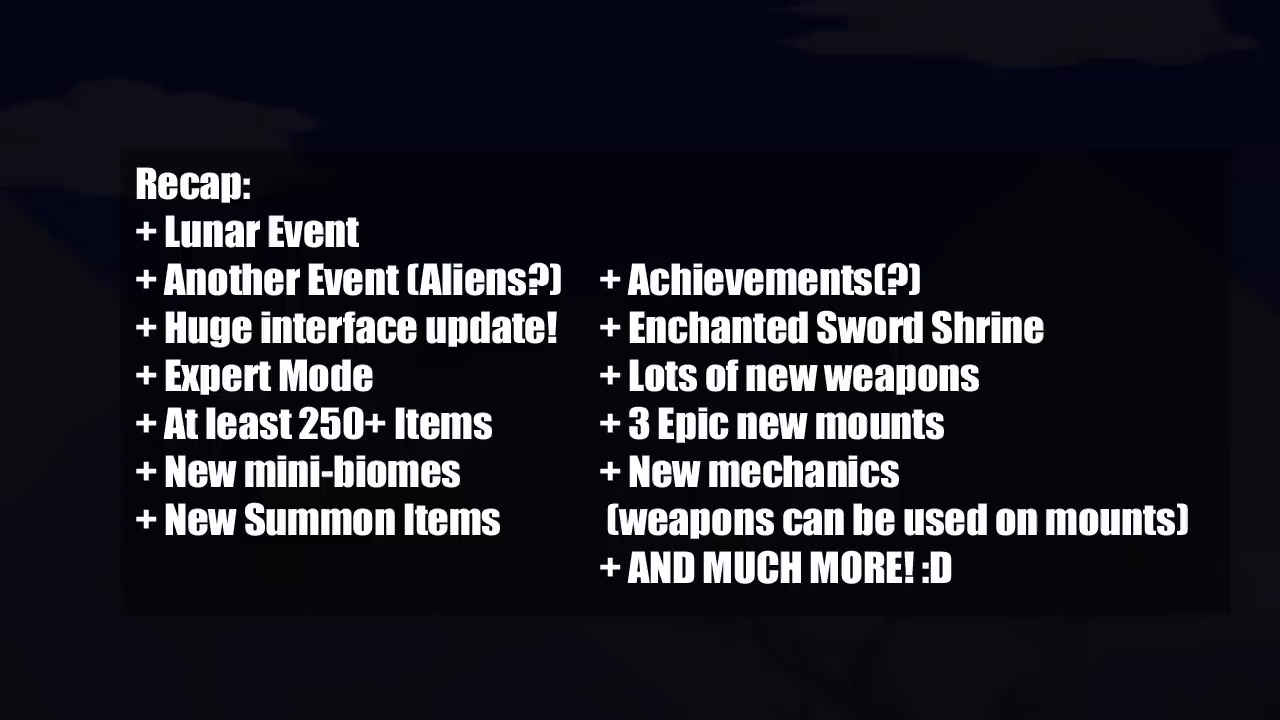 Recap:
+ Lunar Event
+ Another Event (Aliens?)
+ Huge interface update!
+ Expert Mode
+ At least 250+ Items
+ New mini-biomes
+ New Summon Items
+ Achievements(?)
+ Enchanted Sword Shrine
+ Lots of new weapons
+ 3 Epic new mounts
+ New mechanics
(weapons can be used on mounts)
+ AND MUCH MORE! :D